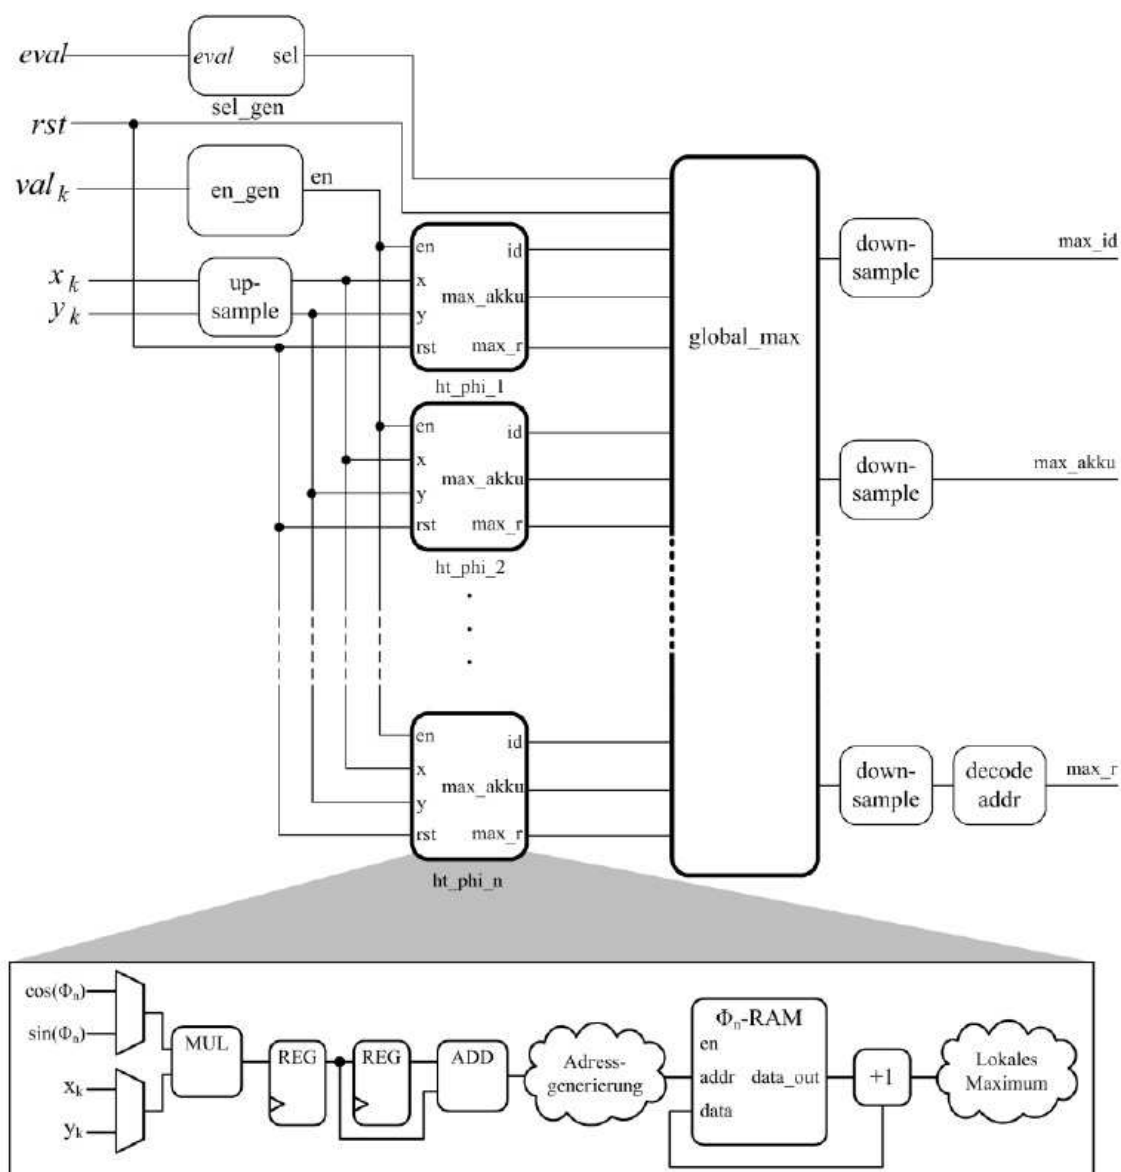 eval
eval sel
sel_gen
rst
val k
en_gen
en
x k
y k
up-
sample
en id
x max_akku
y
rst max_r
ht_phi_1
en id
x max_akku
y
rst max_r
ht_phi_2
en id
x max_akku
y
rst max_r
ht_phi_n
global_max
down-
sample
max_id
down-
sample
max_akku
down-
sample
decode
addr
max_r
cos(Φn)
sin(Φn)
xk
yk
MUL
REG
REG
ADD
Adress-
generierung
Φn-RAM
en
addr data_out
data
+1
Lokales
Maximum